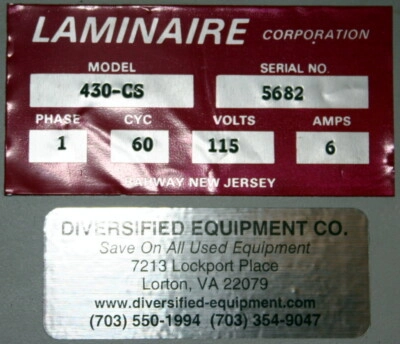 LAMINAIRE CORPORATION
MODEL SERIAL NO.
430-CS 5682
PHASE CYC VOLTS AMPS
1 60 115 6
RAHWAY NEW JERSEY
DIVERSIFIED EQUIPMENT CO.
Save On All Used Equipment
7213 Lockport Place
Lorton, VA 22079
www.diversified-equipment.com
(703) 550-1994 (703) 354-9047